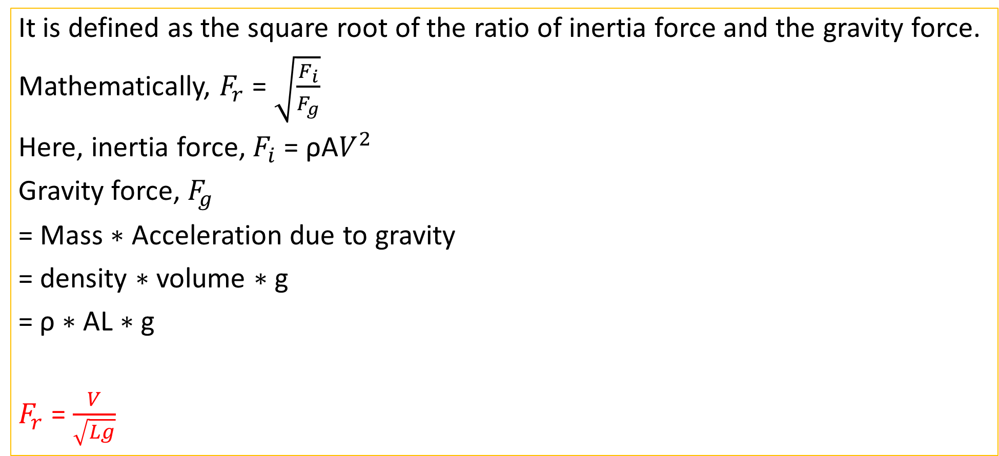 It is defined as the square root of the ratio of inertia force and the gravity force.
Mathematically, $F_r = \sqrt{\frac{F_i}{F_g}}$
Here, inertia force, $F_i$ = ρA$V^2$
Gravity force, $F_g$
= Mass ∗ Acceleration due to gravity
= density ∗ volume ∗ g
= ρ ∗ AL ∗ g
$F_r = \frac{V}{\sqrt{Lg}}$